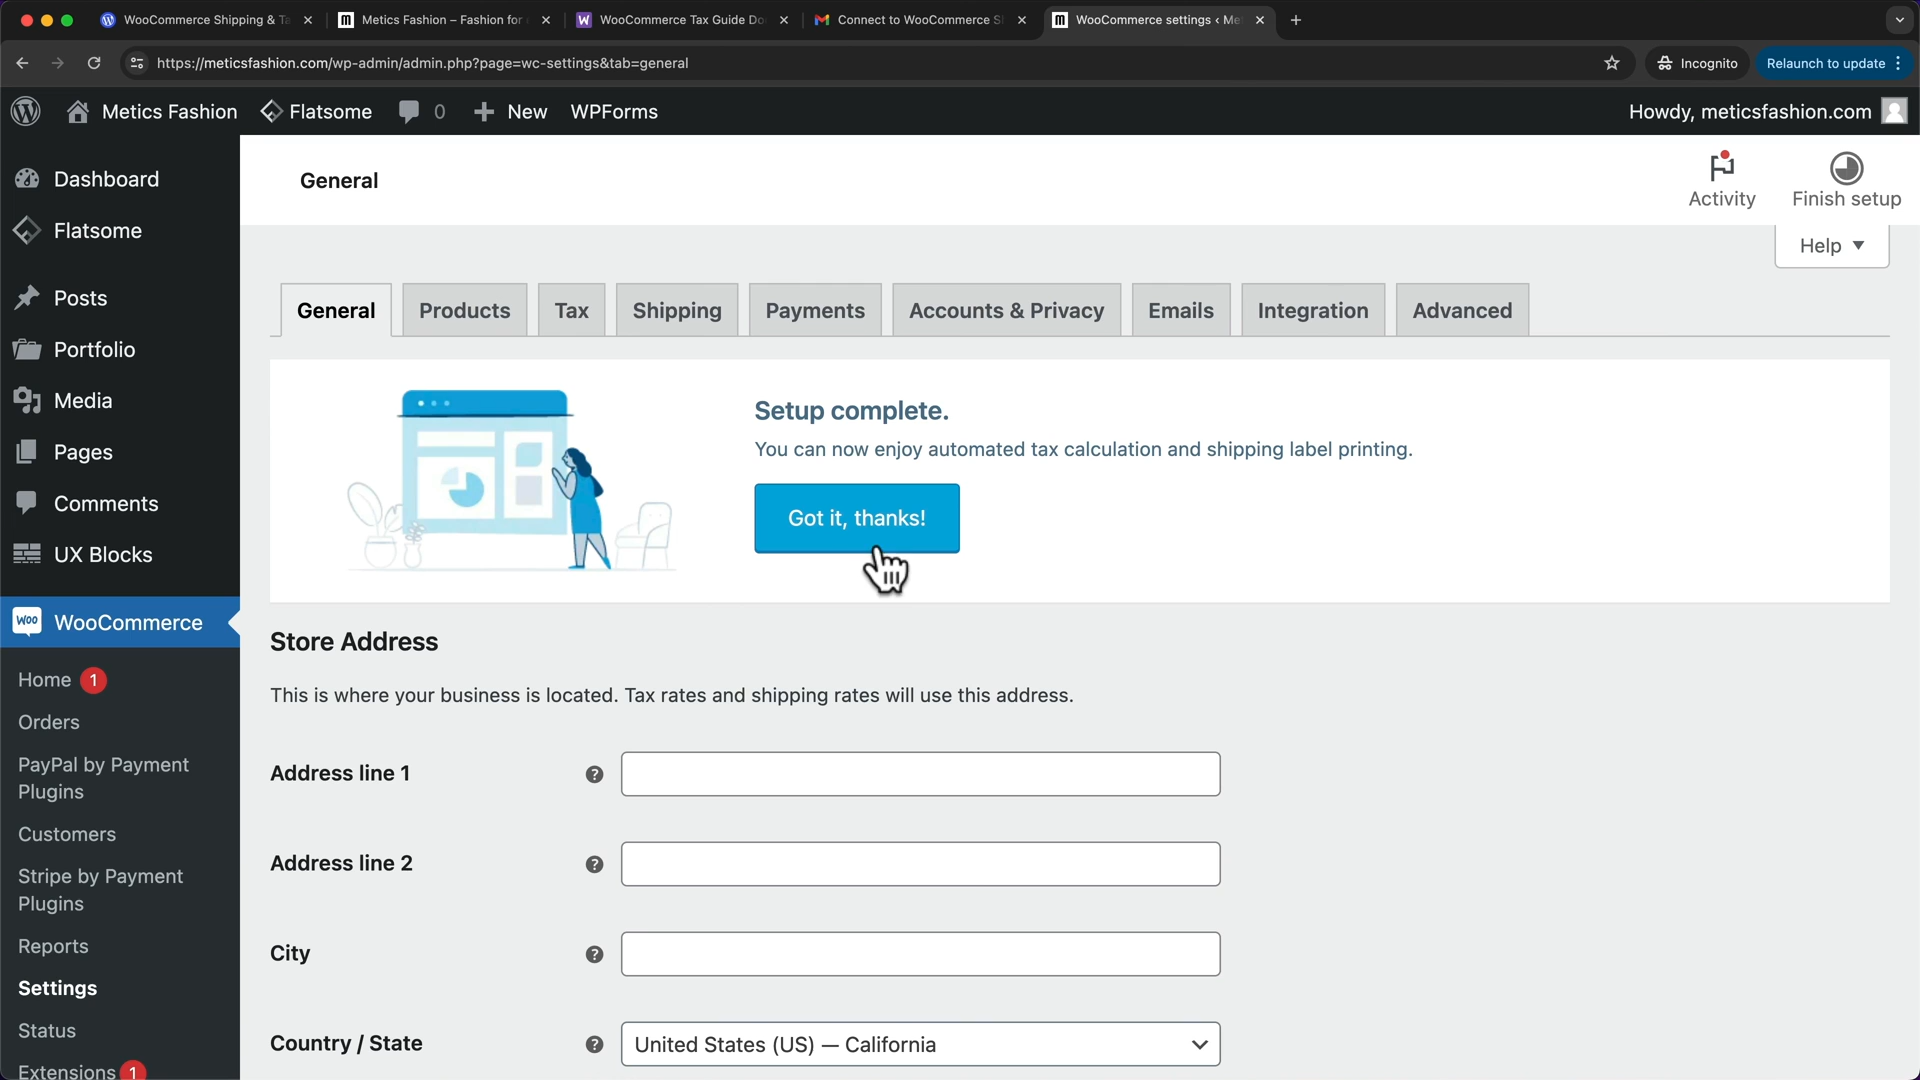 WooCommerce Shipping & Ta
Metics Fashion – Fashion for
WooCommerce Tax Guide Do
Connect to WooCommerce S
WooCommerce settings ‹ Me
https://meticsfashion.com/wp-admin/admin.php?page=wc-settings&tab=general
Incognito
Relaunch to update
Metics Fashion
Flatsome
0
New
WPForms
Howdy, meticsfashion.com
Dashboard
Flatsome
Posts
Portfolio
Media
Pages
Comments
UX Blocks
Woo
WooCommerce
Home 1
Orders
PayPal by Payment
Plugins
Customers
Stripe by Payment
Plugins
Reports
Settings
Status
Extensions 1
General
Activity
Finish setup
Help
General
Products
Tax
Shipping
Payments
Accounts & Privacy
Emails
Integration
Advanced
Setup complete.
You can now enjoy automated tax calculation and shipping label printing.
Got it, thanks!
Store Address
This is where your business is located. Tax rates and shipping rates will use this address.
Address line 1
Address line 2
City
Country / State
United States (US) — California